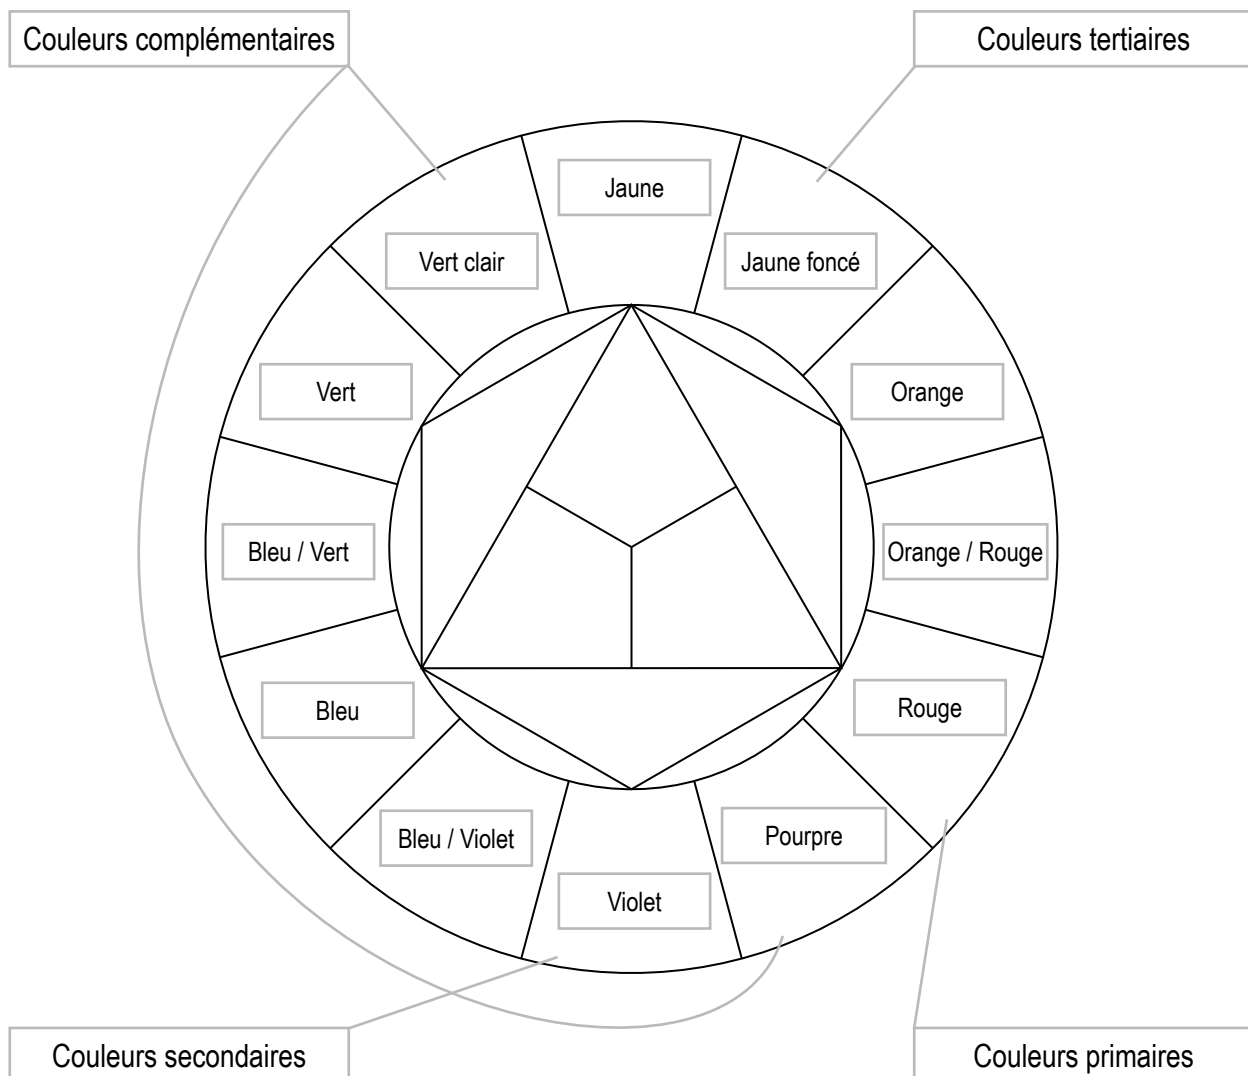 Couleurs complémentaires
Couleurs tertiaires
Jaune
Vert clair
Jaune foncé
Vert
Orange
Bleu / Vert
Orange / Rouge
Bleu
Rouge
Bleu / Violet
Pourpre
Violet
Couleurs secondaires
Couleurs primaires